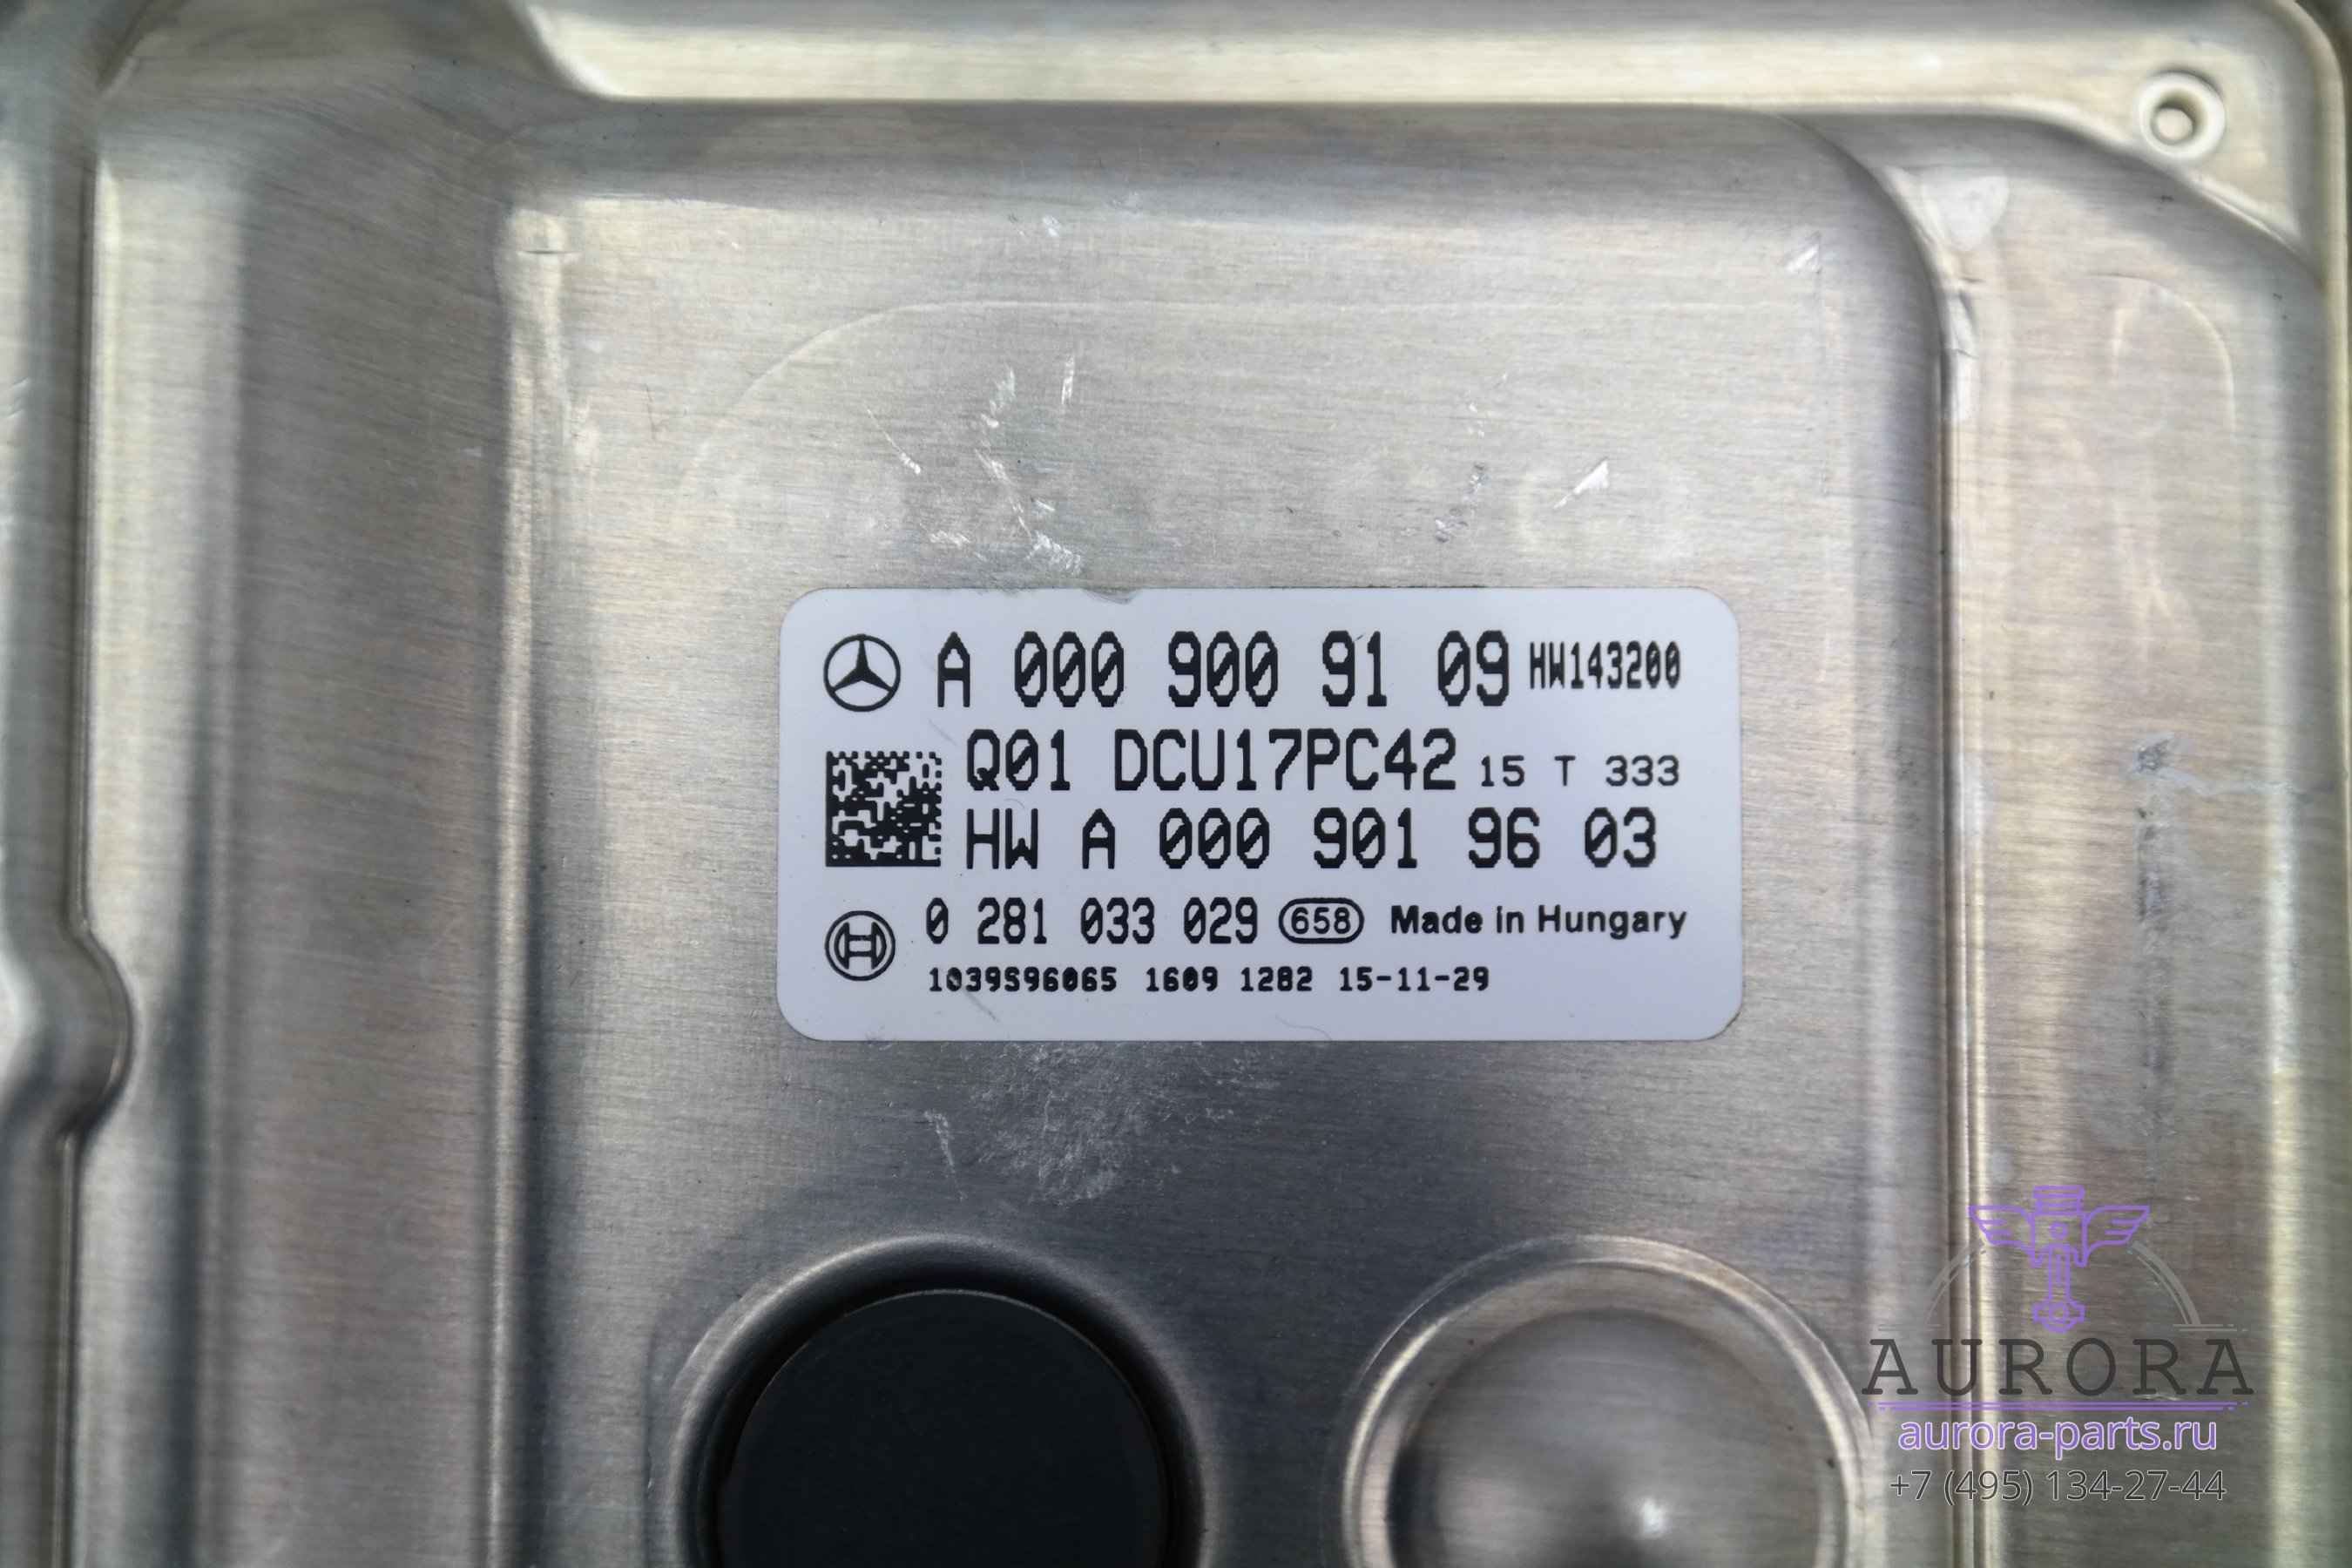 A 000 900 91 09 HW143200
Q01 DCU17PC42 15 T 333
HW A 000 901 96 03
0 281 033 029 658 Made in Hungary
1039S96065 1609 1282 15-11-29
AURORA
aurora-parts.ru
+7 (495) 134-27-44